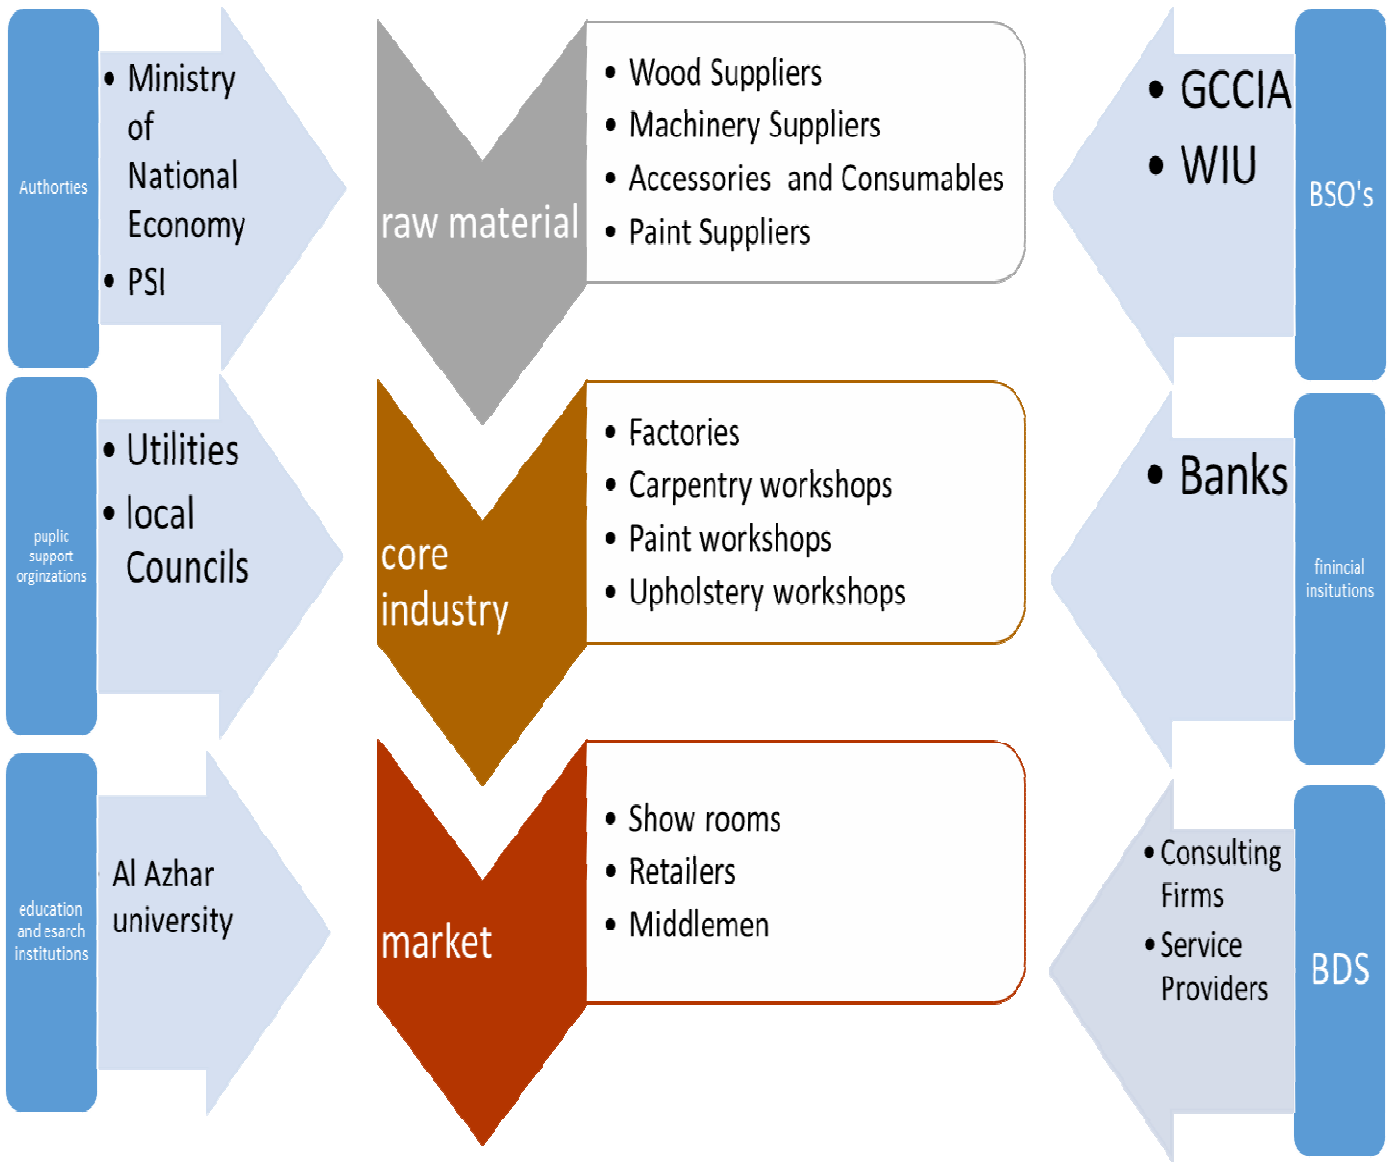 Authorties
• Ministry
of
National
Economy
• PSI
raw material
• Wood Suppliers
• Machinery Suppliers
• Accessories and Consumables
• Paint Suppliers
• GCCIA
• WIU
BSO's
puplic
support
orginzations
• Utilities
• local
Councils
core
industry
• Factories
• Carpentry workshops
• Paint workshops
• Upholstery workshops
• Banks
finincial
insitutions
education
and esarch
institutions
Al Azhar
university
market
• Show rooms
• Retailers
• Middlemen
• Consulting
Firms
• Service
Providers
BDS